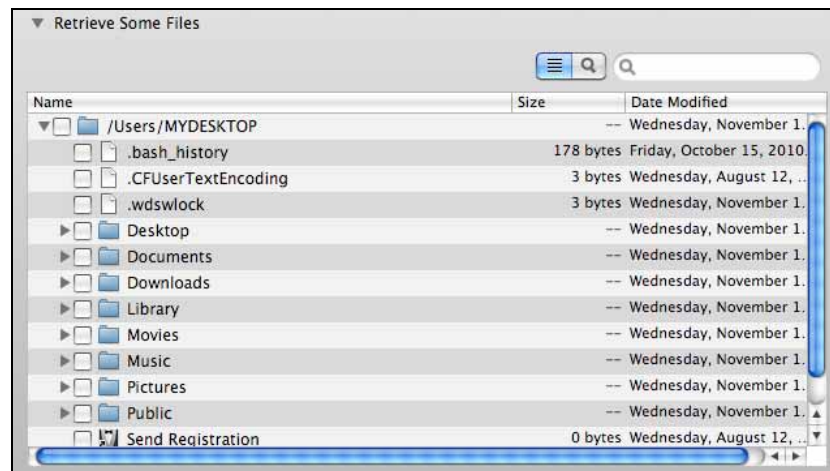 Retrieve Some Files
Name Size Date Modified
/Users/MYDESKTOP -- Wednesday, November 1.
.bash_history 178 bytes Friday, October 15, 2010.
.CFUserTextEncoding 3 bytes Wednesday, August 12, ..
.wdswlock 3 bytes Wednesday, November 1.
Desktop -- Wednesday, November 1.
Documents -- Wednesday, November 1.
Downloads -- Wednesday, November 1.
Library -- Wednesday, November 1.
Movies -- Wednesday, November 1.
Music -- Wednesday, November 1.
Pictures -- Wednesday, November 1.
Public -- Wednesday, November 1.
Send Registration 0 bytes Wednesday, August 12, ..